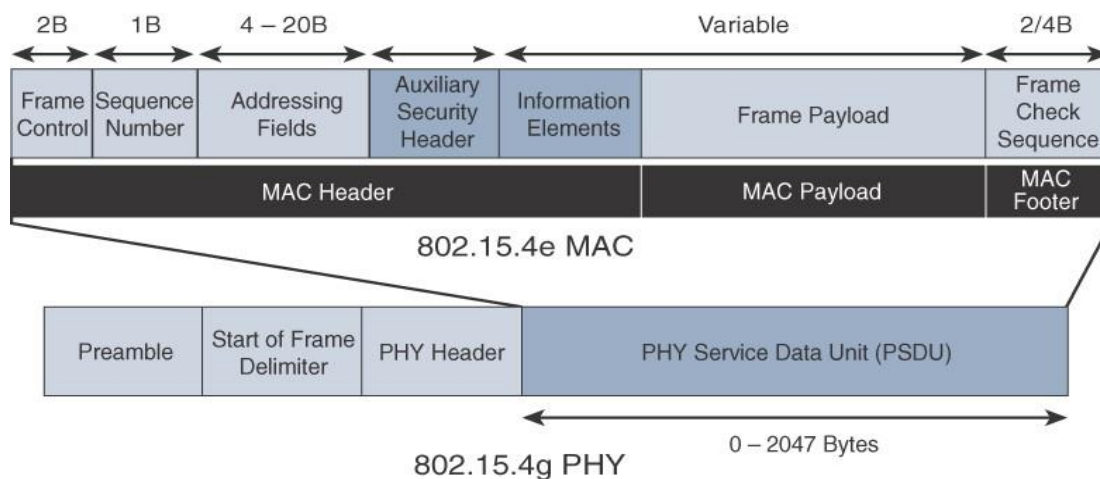 2B 1B 4 – 20B Variable 2/4B
Frame
Control
Sequence
Number
Addressing
Fields
Auxiliary
Security
Header
Information
Elements
Frame Payload
Frame
Check
Sequence
MAC Header
MAC Payload
MAC
Footer
802.15.4e MAC
Preamble
Start of Frame
Delimiter
PHY Header
PHY Service Data Unit (PSDU)
0 – 2047 Bytes
802.15.4g PHY